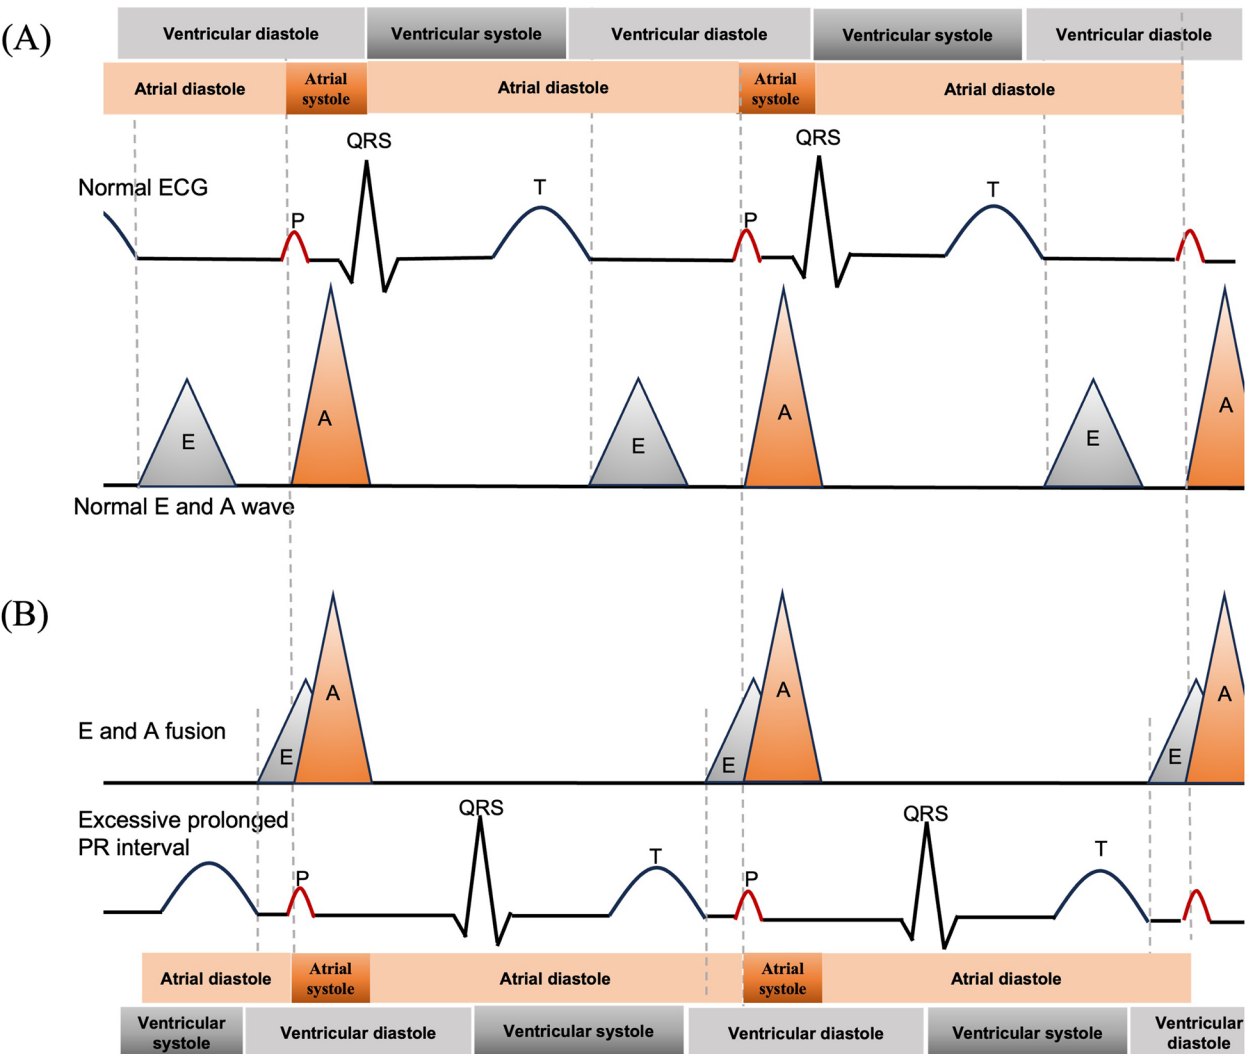 (A)
Ventricular diastole
Ventricular systole
Ventricular diastole
Ventricular systole
Ventricular diastole
Atrial diastole
Atrial
systole
Atrial diastole
Atrial
systole
Atrial diastole
QRS
QRS
Normal ECG
T
T
P
P
A
A
A
E
E
E
Normal E and A wave
(B)
A
A
A
E and A fusion
E
E
E
Excessive prolonged
PR interval
QRS
QRS
T
T
P
P
Atrial diastole
Atrial
systole
Atrial diastole
Atrial
systole
Atrial diastole
Ventricular
systole
Ventricular diastole
Ventricular systole
Ventricular diastole
Ventricular systole
Ventricular
diastole